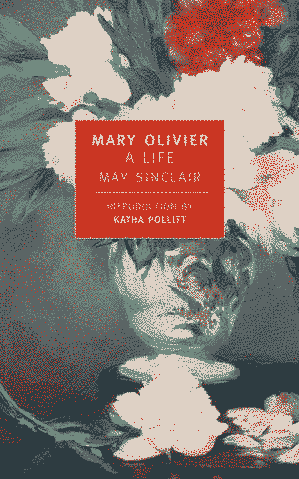 MARY OLIVIER
A LIFE
MAY SINCLAIR
INTRODUCTION BY
KATHA POLLITT